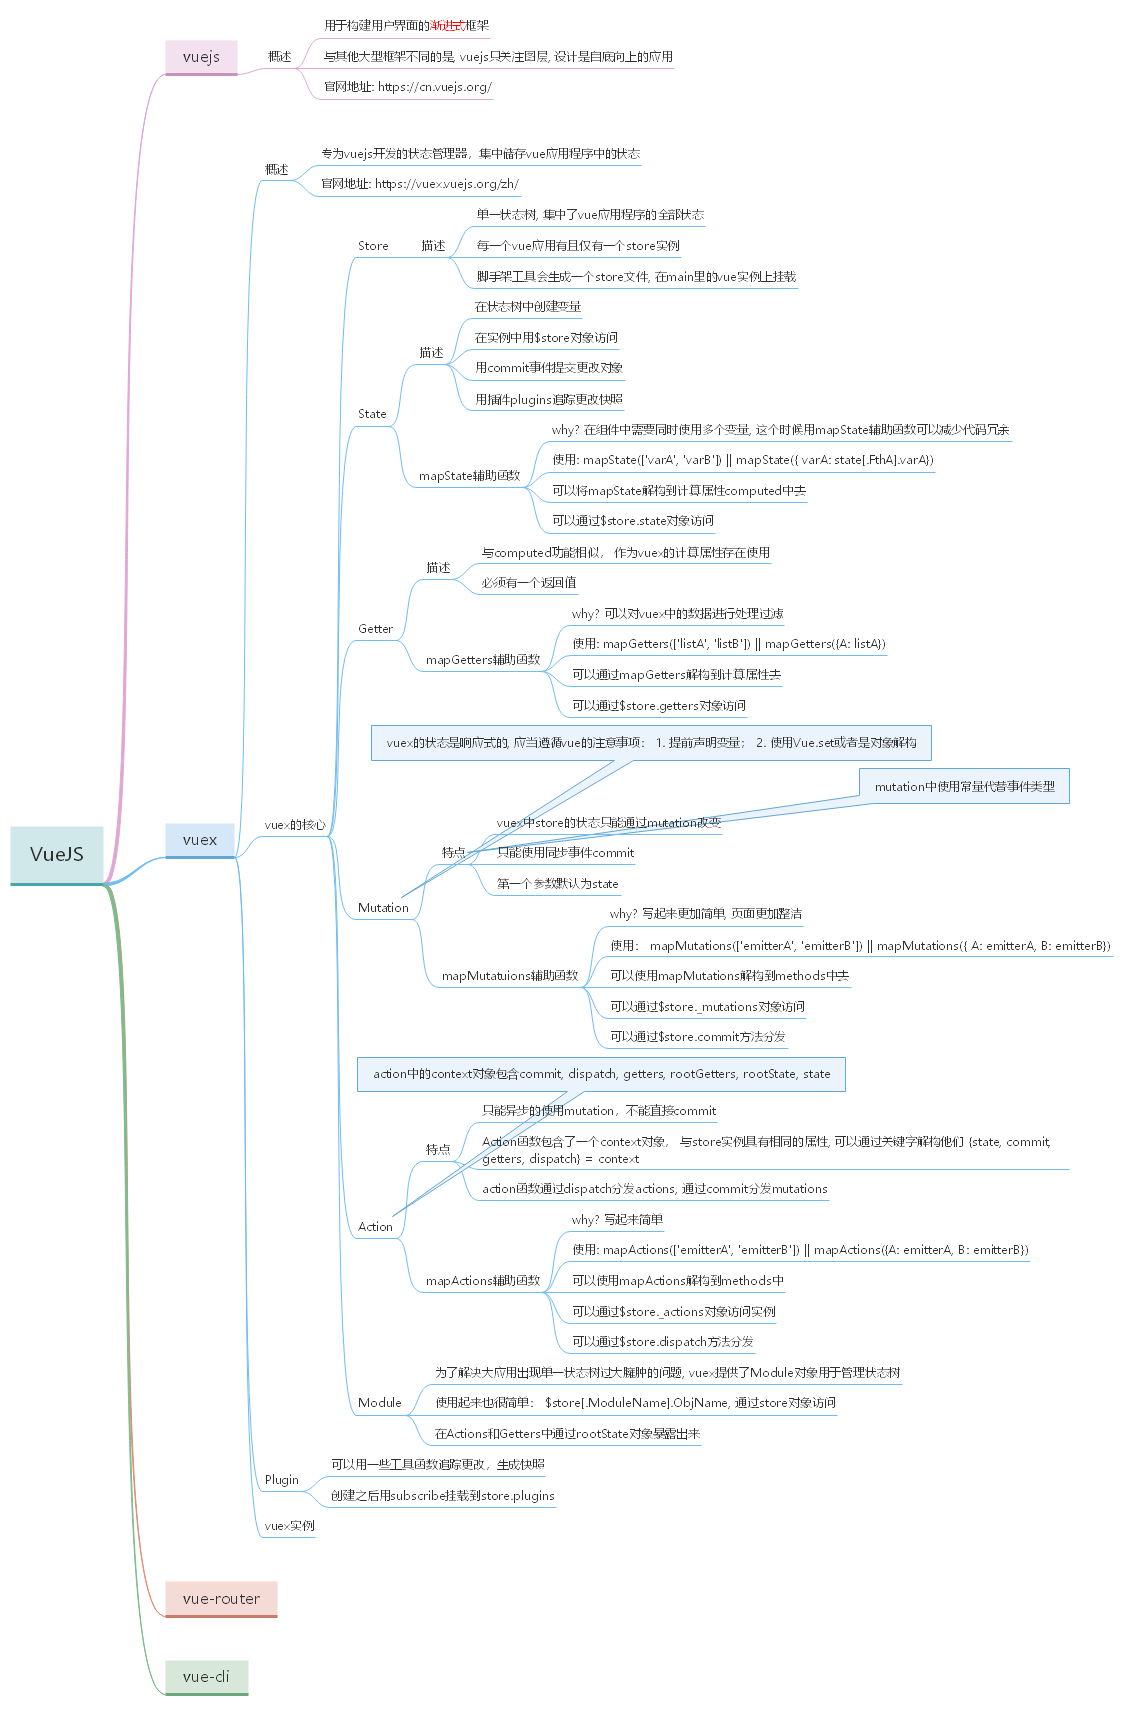 用于构建用户界面的渐进式框架
vuejs
概述
与其他大型框架不同的是, vuejs只关注图层, 设计是自底向上的应用
官网地址: https://cn.vuejs.org/
专为vuejs开发的状态管理器，集中储存vue应用程序中的状态
概述
官网地址: https://vuex.vuejs.org/zh/
单一状态树, 集中了vue应用程序的全部状态
Store
描述
每一个vue应用有且仅有一个store实例
脚手架工具会生成一个store文件, 在main里的vue实例上挂载
在状态树中创建变量
在实例中用$store对象访问
描述
用commit事件提交更改对象
用插件plugins追踪更改快照
State
why? 在组件中需要同时使用多个变量, 这个时候用mapState辅助函数可以减少代码冗余
使用: mapState(['varA', 'varB']) || mapState({ varA: state[.FthA].varA})
mapState辅助函数
可以将mapState解构到计算属性computed中去
可以通过$store.state对象访问
与computed功能相似， 作为vuex的计算属性存在使用
描述
必须有一个返回值
Getter
why? 可以对vuex中的数据进行处理过滤
使用: mapGetters(['listA', 'listB']) || mapGetters({A: listA})
mapGetters辅助函数
可以通过mapGetters解构到计算属性去
可以通过$store.getters对象访问
vuex的状态是响应式的, 应当遵循vue的注意事项： 1. 提前声明变量； 2. 使用Vue.set或者是对象解构
mutation中使用常量代替事件类型
vuex
vuex的核心
VueJS
vuex中store的状态只能通过mutation改变
特点
只能使用同步事件commit
第一个参数默认为state
Mutation
why? 写起来更加简单, 页面更加整洁
使用： mapMutations(['emitterA', 'emitterB']) || mapMutations({ A: emitterA, B: emitterB})
mapMutatuions辅助函数
可以使用mapMutations解构到methods中去
可以通过$store._mutations对象访问
可以通过$store.commit方法分发
action中的context对象包含commit, dispatch, getters, rootGetters, rootState, state
只能异步的使用mutation，不能直接commit
特点
Action函数包含了一个context对象， 与store实例具有相同的属性, 可以通过关键字解构他们 {state, commit,
getters, dispatch} = context
action函数通过dispatch分发actions, 通过commit分发mutations
Action
why? 写起来简单
使用: mapActions(['emitterA', 'emitterB']) || mapActions({A: emitterA, B: emitterB})
mapActions辅助函数
可以使用mapActions解构到methods中
可以通过$store._actions对象访问实例
可以通过$store.dispatch方法分发
为了解决大应用出现单一状态树过大臃肿的问题, vuex提供了Module对象用于管理状态树
Module
使用起来也很简单： $store[.ModuleName].ObjName, 通过store对象访问
在Actions和Getters中通过rootState对象暴露出来
可以用一些工具函数追踪更改，生成快照
Plugin
创建之后用subscribe挂载到store.plugins
vuex实例
vue-router
vue-cli